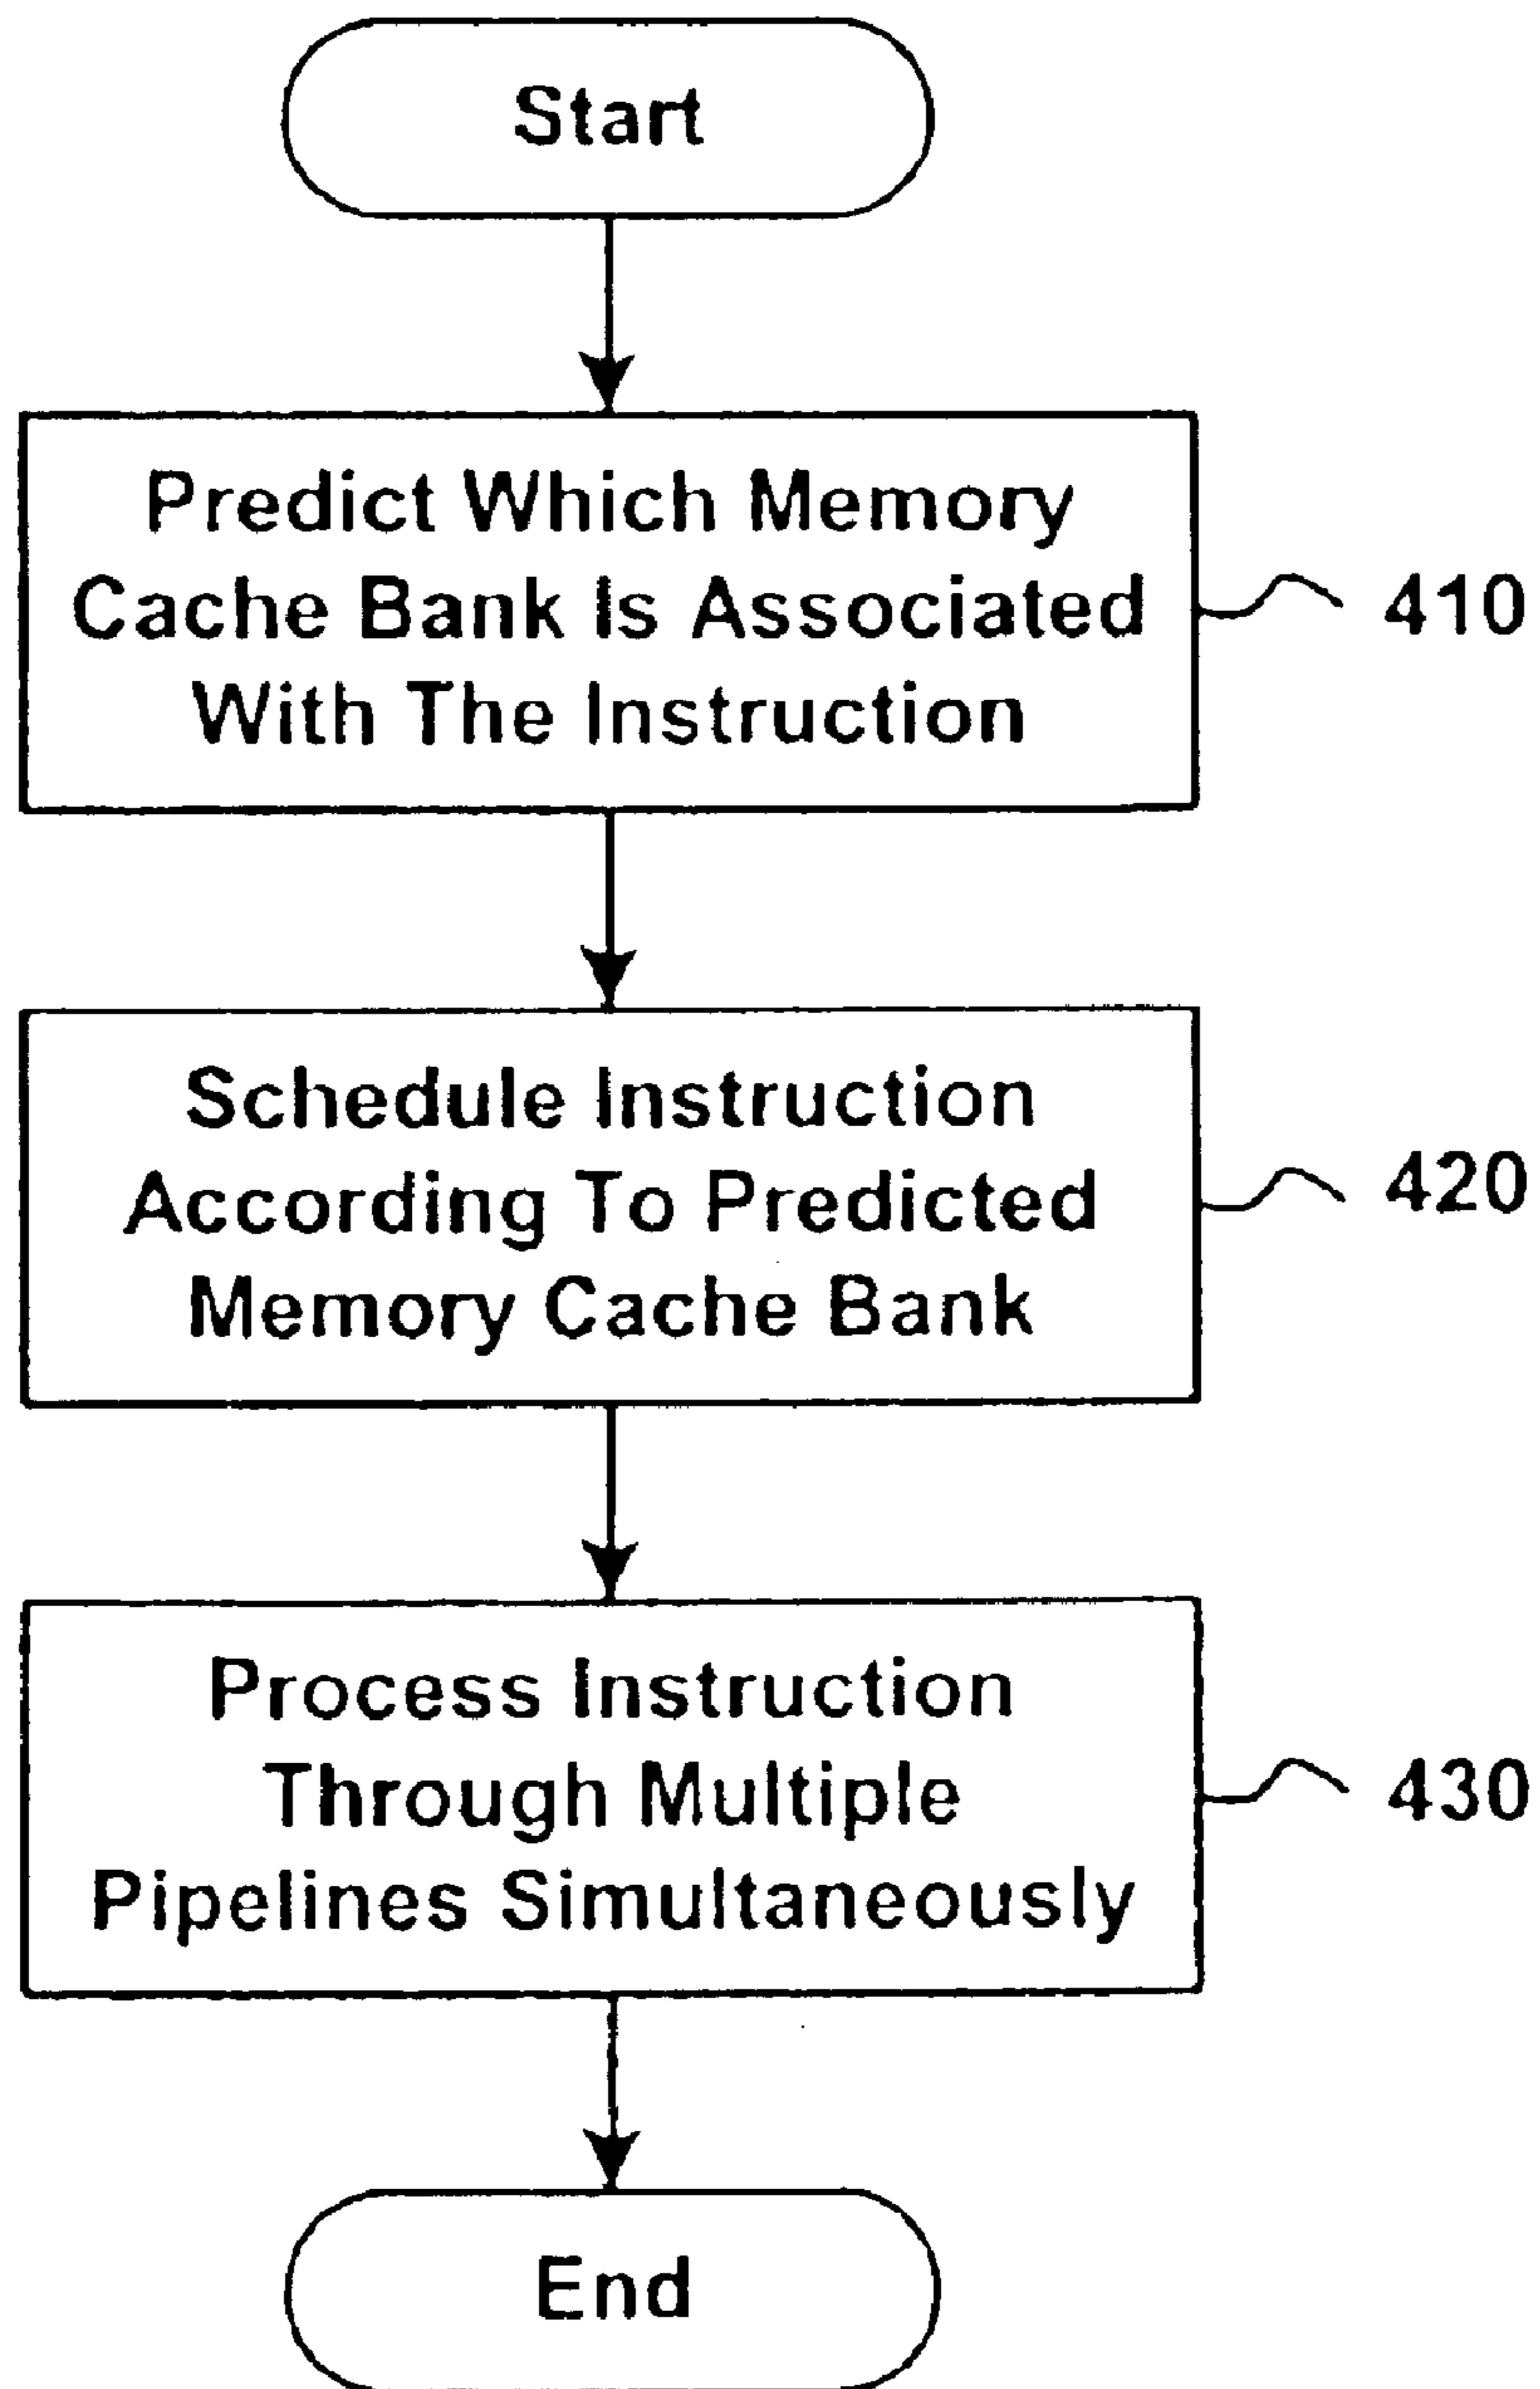 Start
Predict Which Memory
Cache Bank Is Associated
With The Instruction
410
Schedule Instruction
According To Predicted
Memory Cache Bank
420
Process Instruction
Through Multiple
Pipelines Simultaneously
430
End